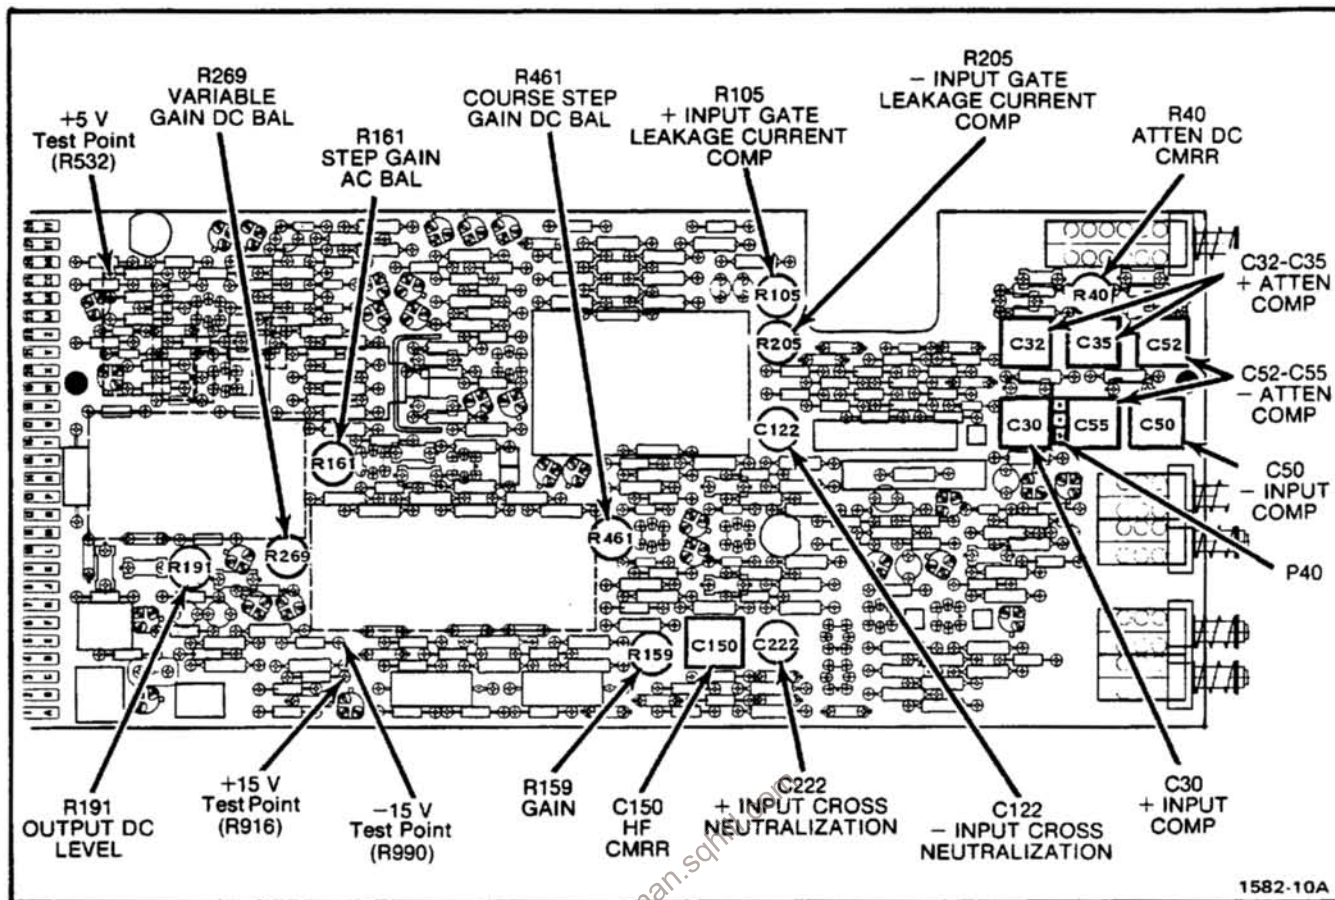 R269
VARIABLE
GAIN DC BAL
+5 V
Test Point
(R532)
R161
STEP GAIN
AC BAL
R461
COURSE STEP
GAIN DC BAL
R105
+ INPUT GATE
LEAKAGE CURRENT
COMP
R205
− INPUT GATE
LEAKAGE CURRENT
COMP
R40
ATTEN DC
CMRR
C32-C35
+ ATTEN
COMP
C52-C55
− ATTEN
COMP
C50
− INPUT
COMP
P40
R105
R205
R40
C32
C35
C52
C30
C55
C50
C122
R161
R461
R269
R191
R159
C150
C222
R191
OUTPUT DC
LEVEL
+15 V
Test Point
(R916)
−15 V
Test Point
(R990)
R159
GAIN
C150
HF
CMRR
C222
+ INPUT CROSS
NEUTRALIZATION
C122
− INPUT CROSS
NEUTRALIZATION
C30
+ INPUT
COMP
1582-10A